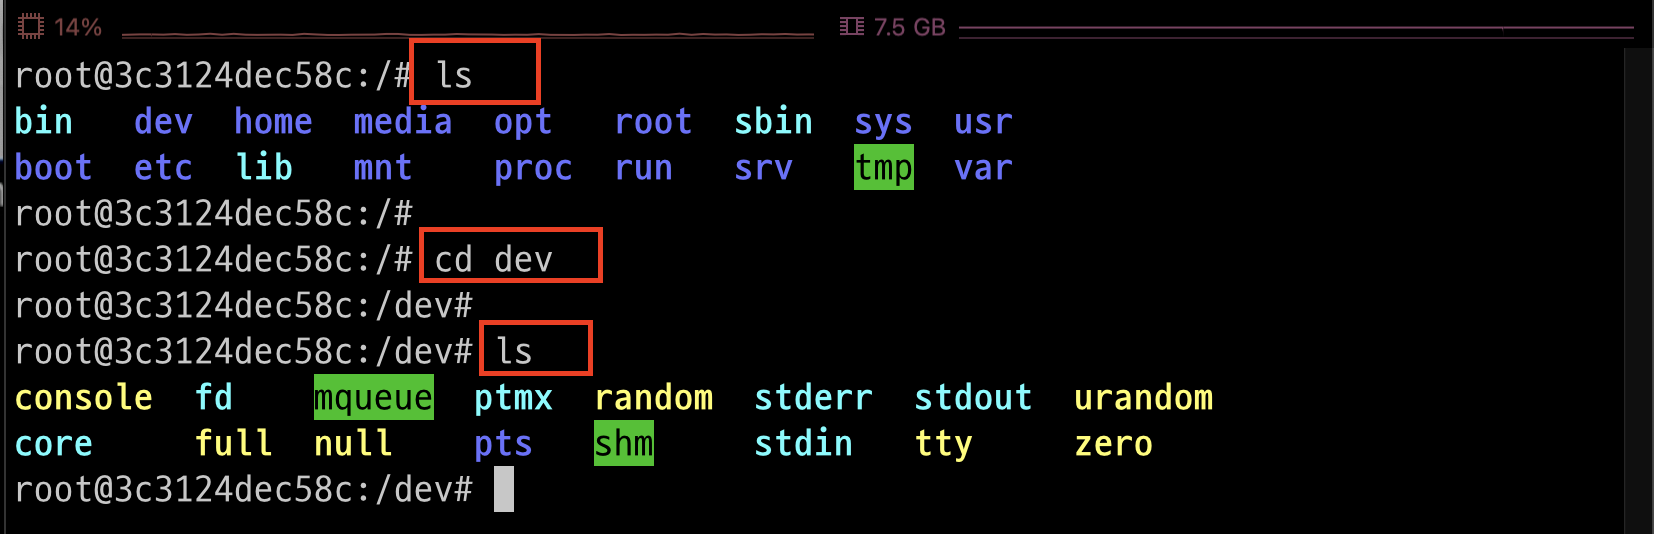 14% 7.5 GB
root@3c3124dec58c:/# ls
bin dev home media opt root sbin sys usr
boot etc lib mnt proc run srv tmp var
root@3c3124dec58c:/#
root@3c3124dec58c:/# cd dev
root@3c3124dec58c:/dev#
root@3c3124dec58c:/dev# ls
console fd mqueue ptmx random stderr stdout urandom
core full null pts shm stdin tty zero
root@3c3124dec58c:/dev#